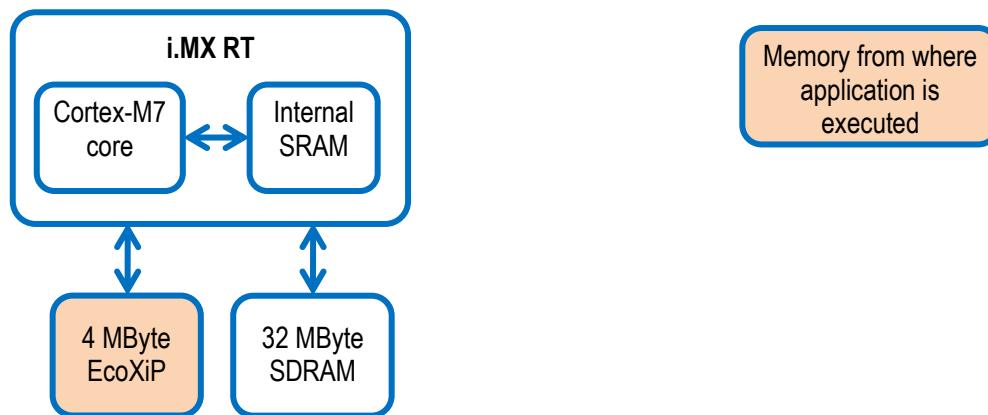 i.MX RT
Cortex-M7
core
Internal
SRAM
Memory from where
application is
executed
4 MByte
EcoXiP
32 MByte
SDRAM